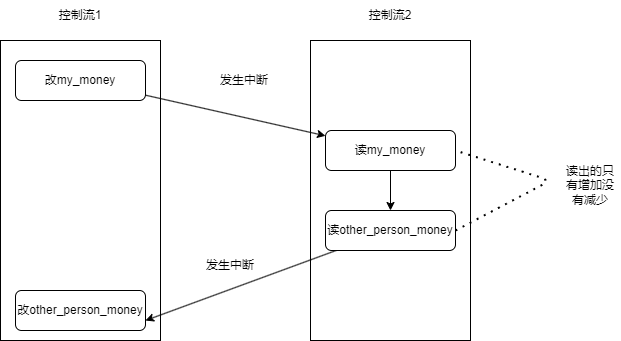 控制流1
控制流2
改my_money
发生中断
读my_money
读出的只
有增加没
有减少
读other_person_money
发生中断
改other_person_money